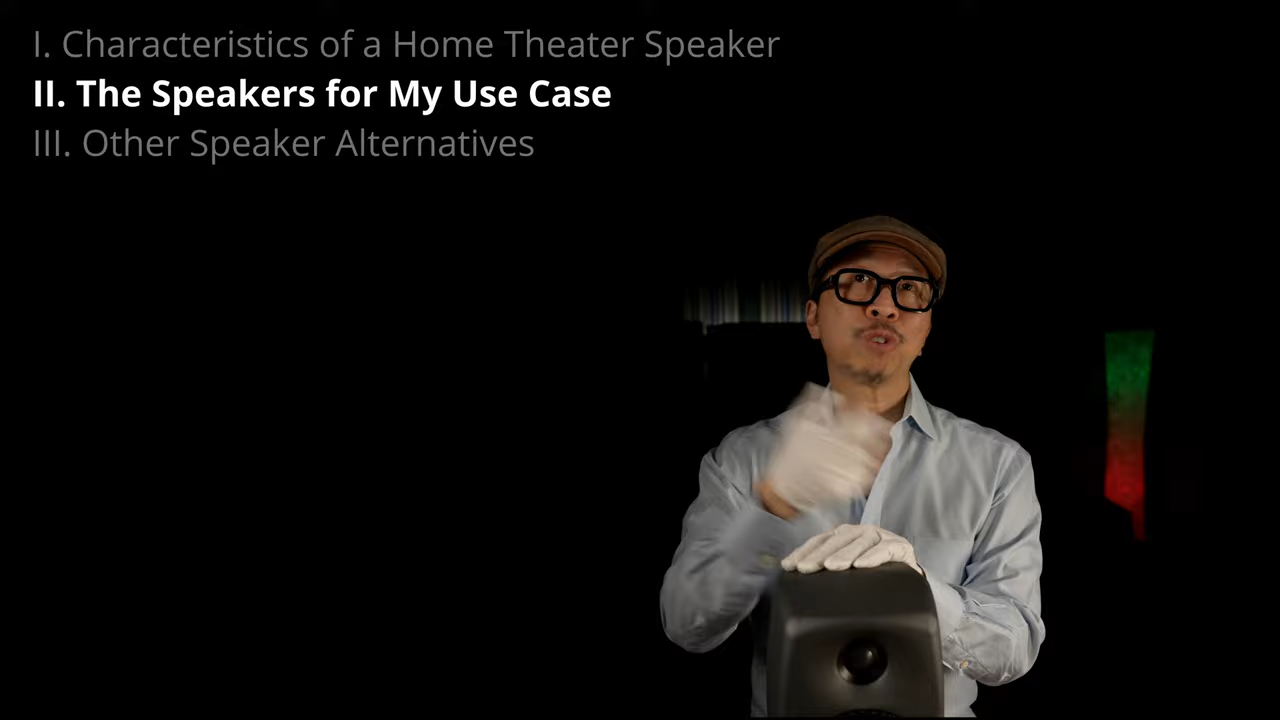 I. Characteristics of a Home Theater Speaker
II. The Speakers for My Use Case
III. Other Speaker Alternatives